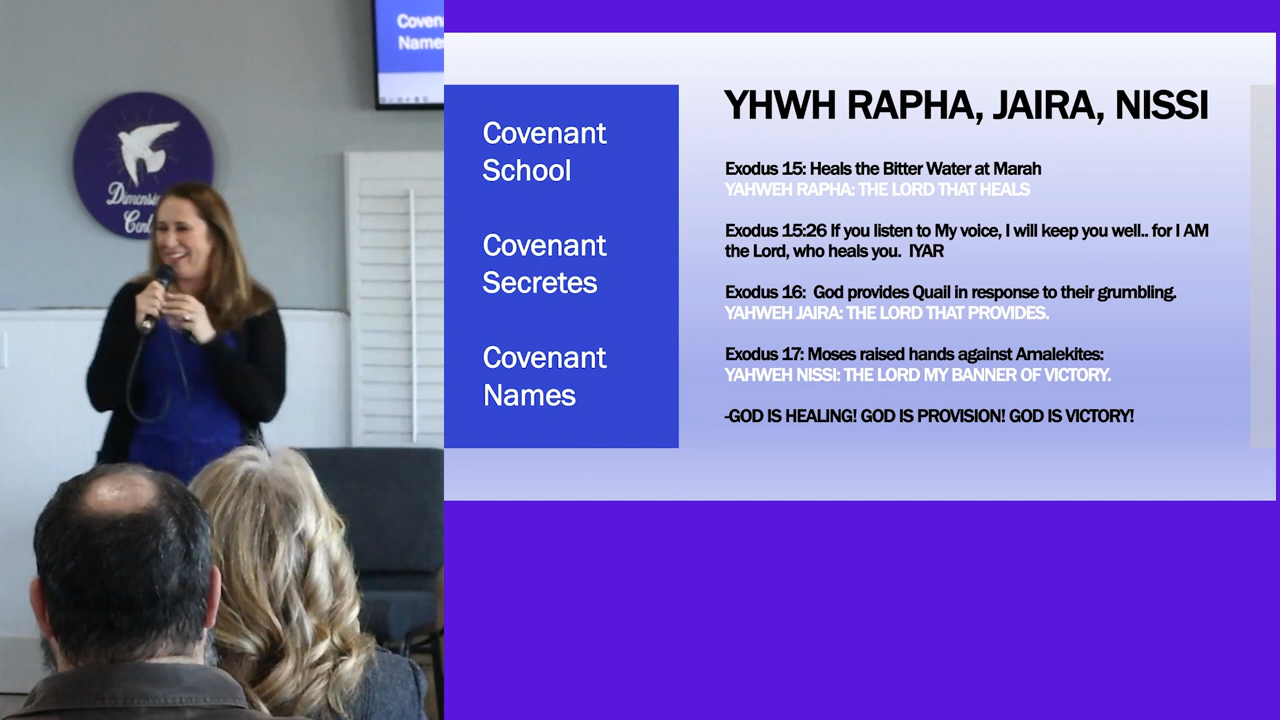 Coven
Name
Covenant
School
Covenant
Secretes
Covenant
Names
YHWH RAPHA, JAIRA, NISSI
Exodus 15: Heals the Bitter Water at Marah
YAHWEH RAPHA: THE LORD THAT HEALS
Exodus 15:26 If you listen to My voice, I will keep you well.. for I AM
the Lord, who heals you.  IYAR
Exodus 16:  God provides Quail in response to their grumbling.
YAHWEH JAIRA: THE LORD THAT PROVIDES.
Exodus 17: Moses raised hands against Amalekites:
YAHWEH NISSI: THE LORD MY BANNER OF VICTORY.
-GOD IS HEALING! GOD IS PROVISION! GOD IS VICTORY!